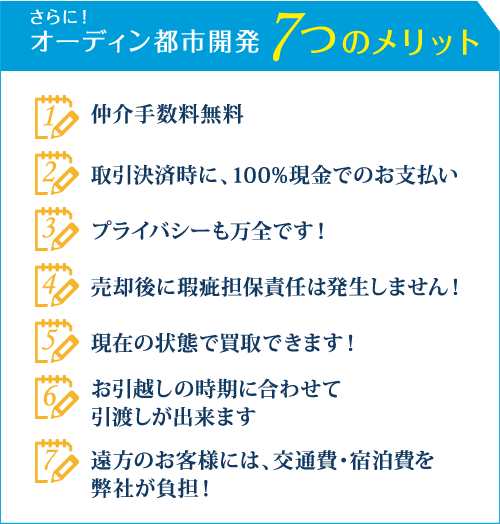 さらに！
オーディン都市開発 7つのメリット
1 仲介手数料無料
2 取引決済時に、100%現金でのお支払い
3 プライバシーも万全です！
4 売却後に瑕疵担保責任は発生しません！
5 現在の状態で買取できます！
6 お引越しの時期に合わせて
引渡しが出来ます
7 遠方のお客様には、交通費・宿泊費を
弊社が負担！